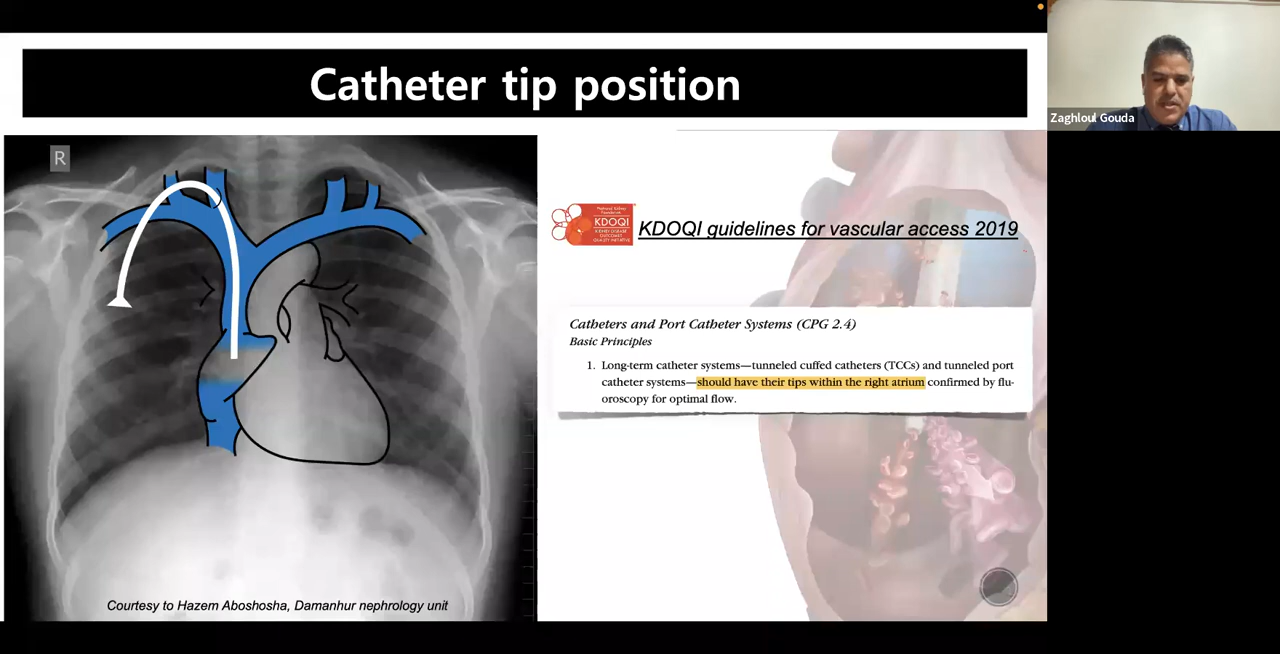 Catheter tip position
Zaghloul Gouda
R
KDOQI
KDOQI guidelines for vascular access 2019
Catheters and Port Catheter Systems (CPG 2.4)
Basic Principles
1. Long-term catheter systems—tunneled cuffed catheters (TCCs) and tunneled port
catheter systems—should have their tips within the right atrium confirmed by flu-
oroscopy for optimal flow.
Courtesy to Hazem Aboshosha, Damanhur nephrology unit